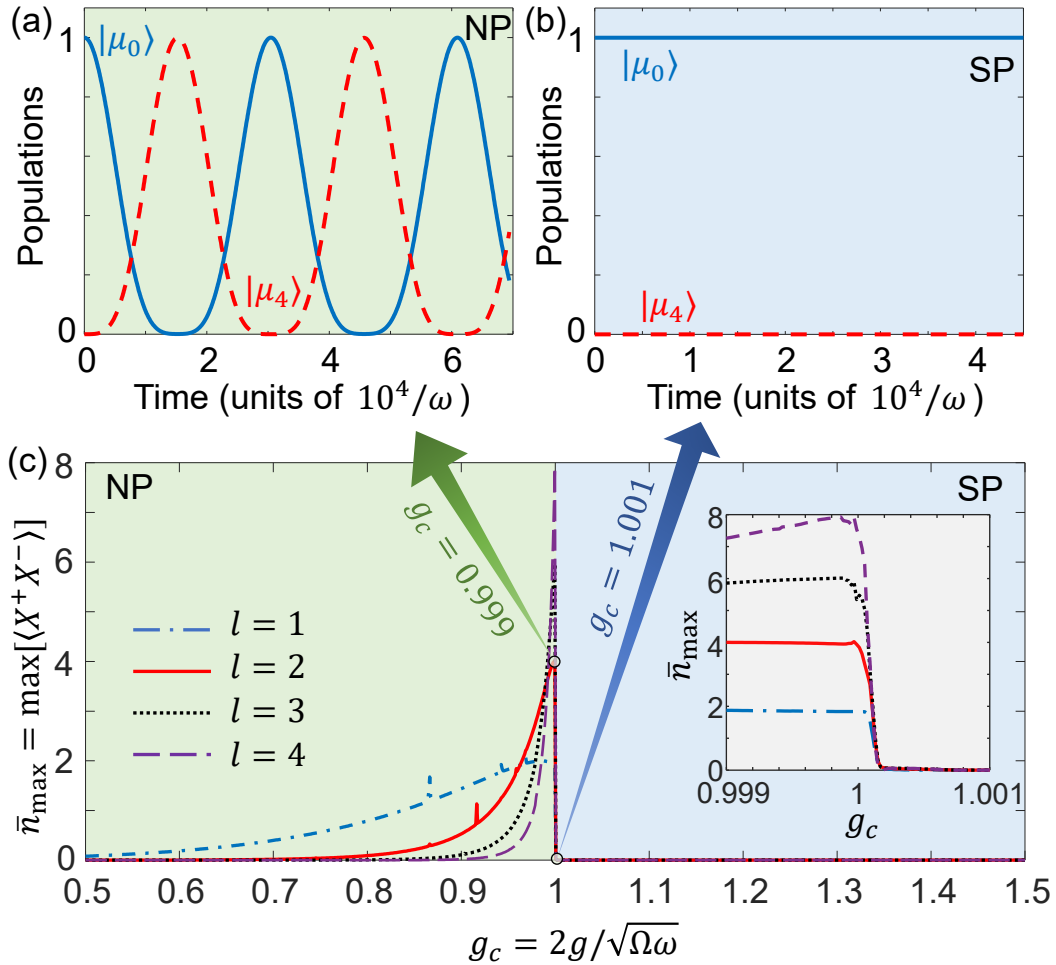 (a)
NP
|μ₀⟩
|μ₄⟩
1
0
Populations
0 2 4 6
Time (units of 10⁴/ω)
(b)
SP
|μ₀⟩
|μ₄⟩
1
0
Populations
0 1 2 3 4
Time (units of 10⁴/ω)
g_c = 0.999
g_c = 1.001
(c)
NP
SP
n̄_max = max[⟨X⁺X⁻⟩]
8
6
4
2
0
l = 1
l = 2
l = 3
l = 4
8
6
4
2
0
n̄_max
0.999 1 1.001
g_c
0.5 0.6 0.7 0.8 0.9 1 1.1 1.2 1.3 1.4 1.5
g_c = 2g/√Ωω